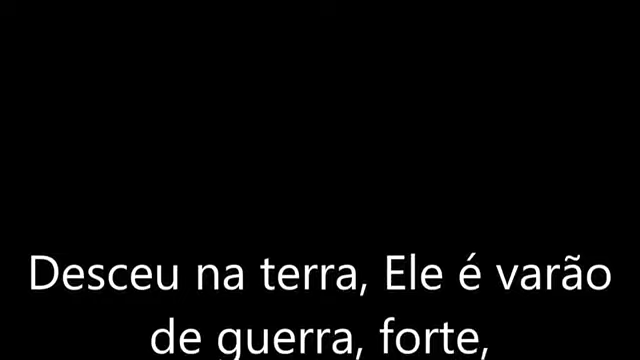 Desceu na terra, Ele é varão
de guerra, forte,